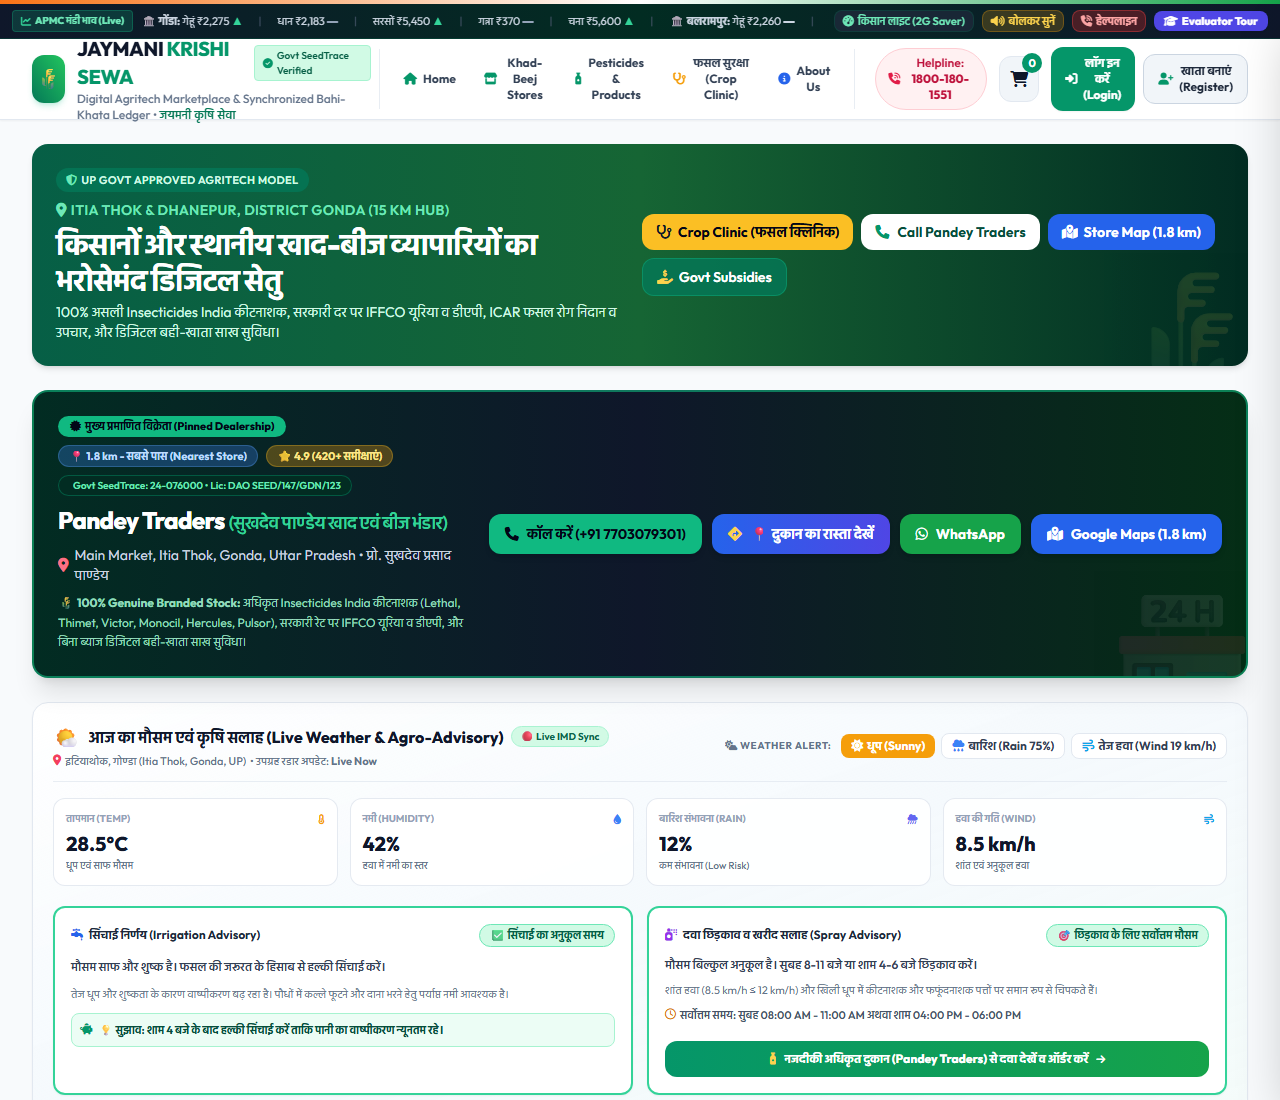 APMC मंडी भाव (Live)
गोंडा: गेहूं ₹2,275 ▲ | धान ₹2,183 — | सरसों ₹5,450 ▲ | गन्ना ₹370 — | चना ₹5,600 ▲ | बलरामपुर: गेहूं ₹2,260 — |
किसान लाइट (2G Saver)
बोलकर सुनें
हेल्पलाइन
Evaluator Tour
JAYMANI KRISHI
SEWA
Govt SeedTrace
Verified
Digital Agritech Marketplace & Synchronized Bahi-
Khata Ledger • जयमनी कृषि सेवा
Home
Khad-
Beej
Stores
Pesticides
&
Products
फसल सुरक्षा
(Crop
Clinic)
About
Us
Helpline:
1800-180-
1551
0
लॉग इन
करें
(Login)
खाता बनाएं
(Register)
UP GOVT APPROVED AGRITECH MODEL
ITIA THOK & DHANEPUR, DISTRICT GONDA (15 KM HUB)
किसानों और स्थानीय खाद-बीज व्यापारियों का
भरोसेमंद डिजिटल सेतु
100% असली Insecticides India कीटनाशक, सरकारी दर पर IFFCO यूरिया व डीएपी, ICAR फसल रोग निदान व
उपचार, और डिजिटल बही-खाता साख सुविधा।
Crop Clinic (फसल क्लिनिक)
Call Pandey Traders
Store Map (1.8 km)
Govt Subsidies
मुख्य प्रमाणित विक्रेता (Pinned Dealership)
1.8 km - सबसे पास (Nearest Store)
4.9 (420+ समीक्षाएं)
Govt SeedTrace: 24-076000 • Lic: DAO SEED/147/GDN/123
Pandey Traders (सुखदेव पाण्डेय खाद एवं बीज भंडार)
Main Market, Itia Thok, Gonda, Uttar Pradesh • प्रो. सुखदेव प्रसाद
पाण्डेय
100% Genuine Branded Stock: अधिकृत Insecticides India कीटनाशक (Lethal,
Thimet, Victor, Monocil, Hercules, Pulsor), सरकारी रेट पर IFFCO यूरिया व डीएपी, और
बिना ब्याज डिजिटल बही-खाता साख सुविधा।
कॉल करें (+91 7703079301)
दुकान का रास्ता देखें
WhatsApp
Google Maps (1.8 km)
24 H
आज का मौसम एवं कृषि सलाह (Live Weather & Agro-Advisory)
Live IMD Sync
इटियाथोक, गोण्डा (Itia Thok, Gonda, UP) • उपग्रह रडार अपडेट: Live Now
WEATHER ALERT:
धूप (Sunny)
बारिश (Rain 75%)
तेज हवा (Wind 19 km/h)
तापमान (TEMP)
28.5°C
धूप एवं साफ मौसम
नमी (HUMIDITY)
42%
हवा में नमी का स्तर
बारिश संभावना (RAIN)
12%
कम संभावना (Low Risk)
हवा की गति (WIND)
8.5 km/h
शांत एवं अनुकूल हवा
सिंचाई निर्णय (Irrigation Advisory)
सिंचाई का अनुकूल समय
मौसम साफ और शुष्क है। फसल की जरूरत के हिसाब से हल्की सिंचाई करें।
तेज धूप और शुष्कता के कारण वाष्पीकरण बढ़ रहा है। पौधों में कल्ले फूटने और दाना भरने हेतु पर्याप्त नमी आवश्यक है।
सुझाव: शाम 4 बजे के बाद हल्की सिंचाई करें ताकि पानी का वाष्पीकरण न्यूनतम रहे।
दवा छिड़काव व खरीद सलाह (Spray Advisory)
छिड़काव के लिए सर्वोत्तम मौसम
मौसम बिल्कुल अनुकूल है। सुबह 8-11 बजे या शाम 4-6 बजे छिड़काव करें।
शांत हवा (8.5 km/h ≤ 12 km/h) और खिली धूप में कीटनाशक और फफूंदनाशक पत्तों पर समान रूप से चिपकते हैं।
सर्वोत्तम समय: सुबह 08:00 AM - 11:00 AM अथवा शाम 04:00 PM - 06:00 PM
नजदीकी अधिकृत दुकान (Pandey Traders) से दवा देखें व ऑर्डर करें →